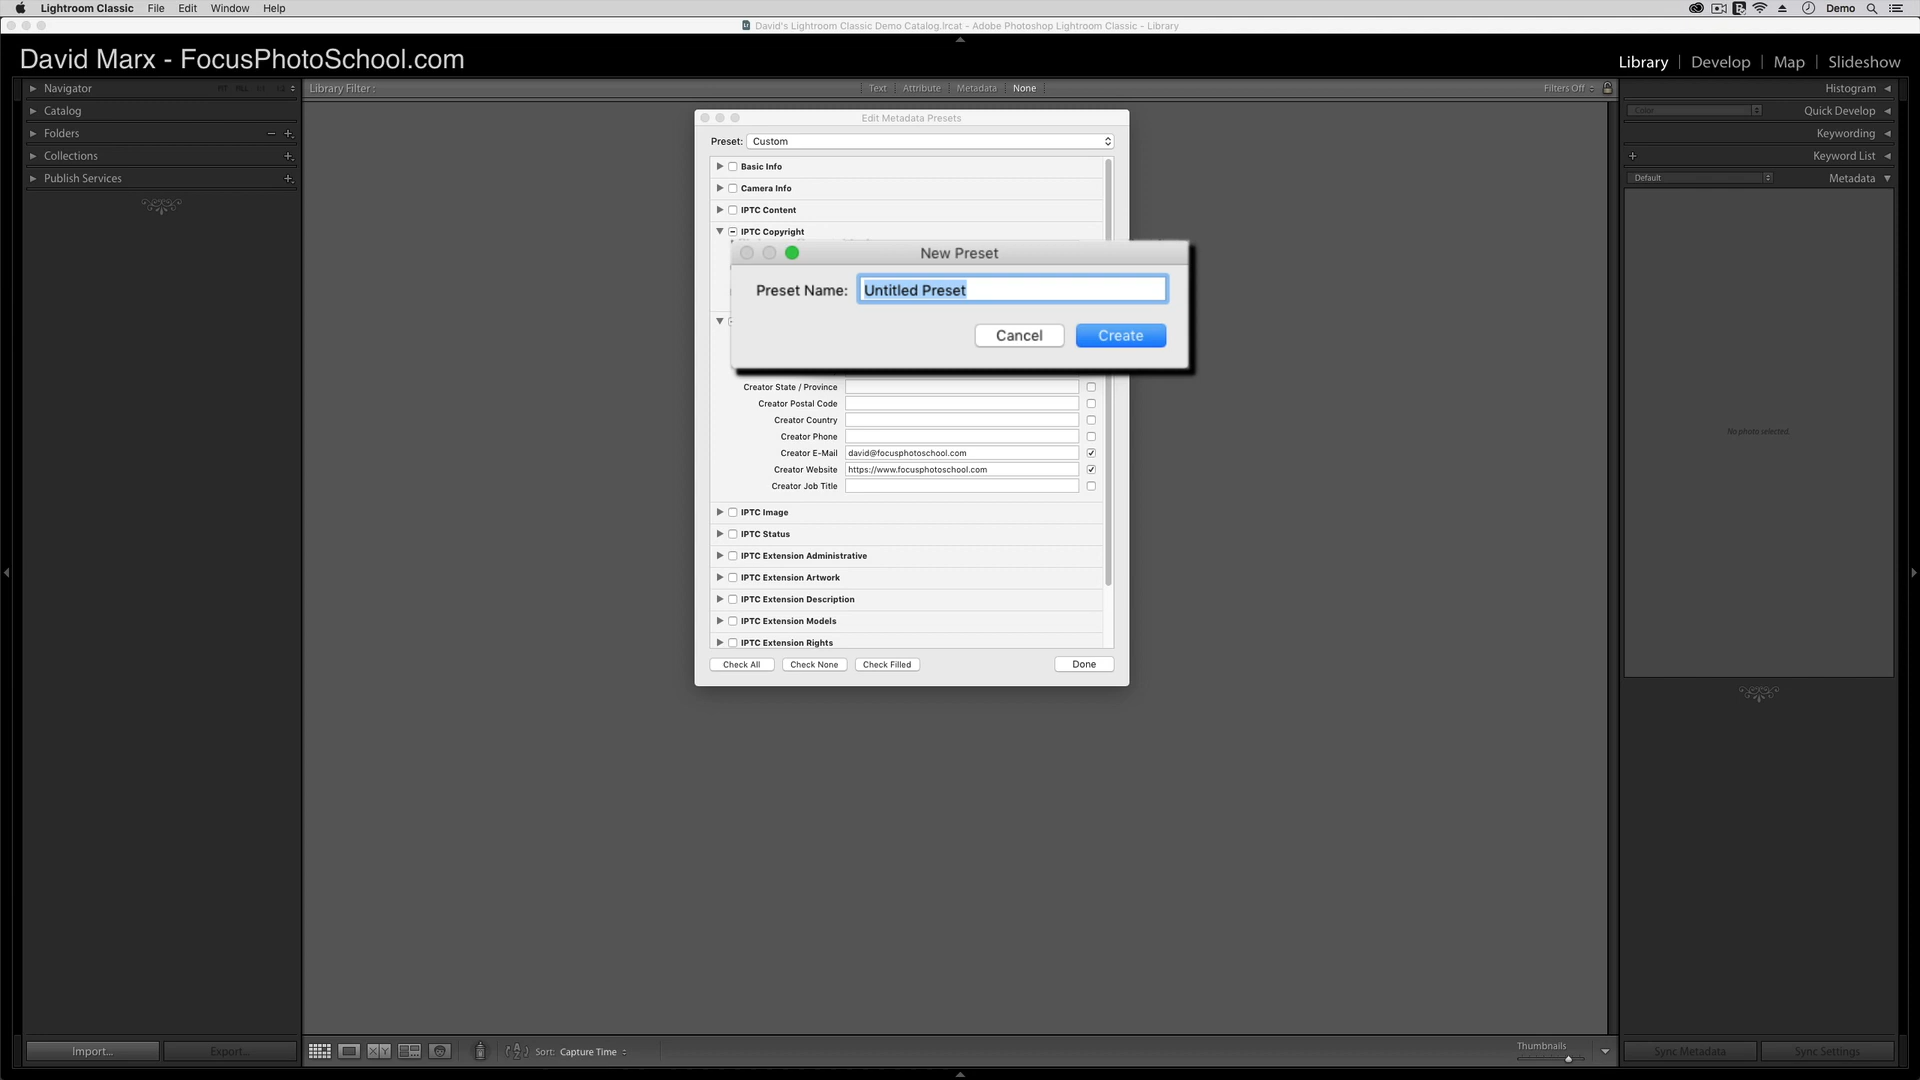 Lightroom Classic File Edit Window Help Demo
David's Lightroom Classic Demo Catalog.lrcat - Adobe Photoshop Lightroom Classic - Library
David Marx - FocusPhotoSchool.com
Library | Develop | Map | Slideshow
Navigator
Catalog
Folders
Collections
Publish Services
Library Filter :
Text Attribute Metadata None
Filters Off
Histogram
Color Quick Develop
Keywording
Keyword List
Default Metadata
No photo selected.
Edit Metadata Presets
Preset: Custom
Basic Info
Camera Info
IPTC Content
IPTC Copyright
New Preset
Preset Name: Untitled Preset
Cancel Create
Creator State / Province
Creator Postal Code
Creator Country
Creator Phone
Creator E-Mail david@focusphotoschool.com
Creator Website https://www.focusphotoschool.com
Creator Job Title
IPTC Image
IPTC Status
IPTC Extension Administrative
IPTC Extension Artwork
IPTC Extension Description
IPTC Extension Models
IPTC Extension Rights
Check All Check None Check Filled Done
Import... Export...
Sort: Capture Time
Thumbnails
Sync Metadata Sync Settings